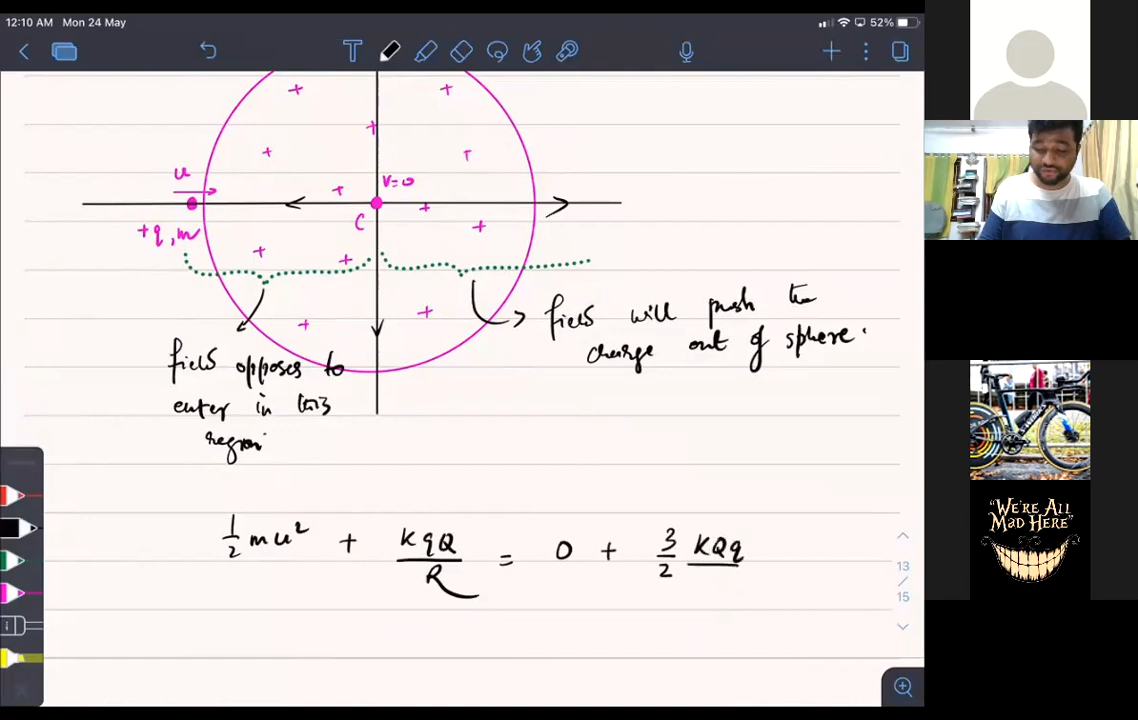 12:10 AM Mon 24 May
52%
T
u
V=0
C
+q, m
field will push the
charge out of sphere.
field opposes to
enter in this
region
1/2 mu² + kqQ/R = 0 + 3/2 kQq
13
/
15
WE'RE ALL
MAD HERE